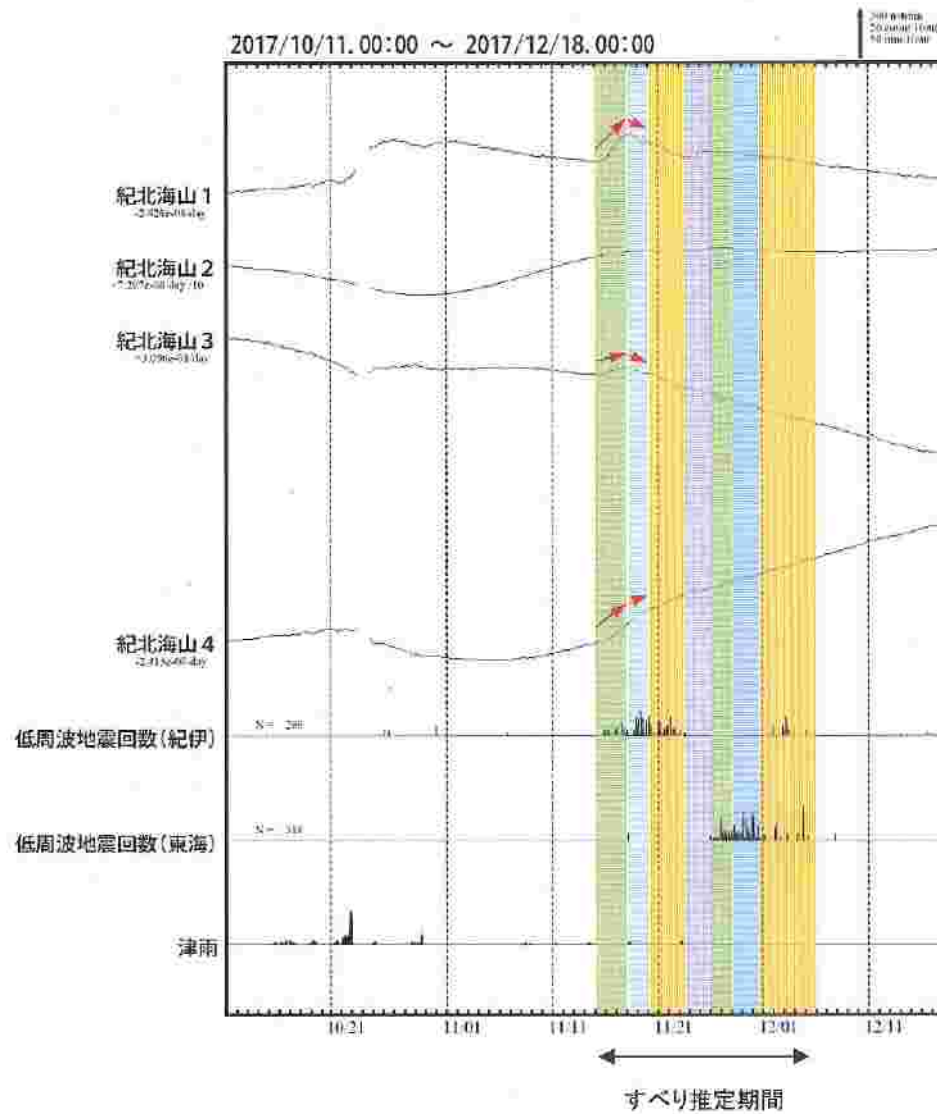 2017/10/11.00:00 ～ 2017/12/18.00:00
紀北海山1
紀北海山2
紀北海山3
紀北海山4
低周波地震回数(紀伊)
N =
低周波地震回数(東海)
N =
津雨
10/21 11/01 11/11 11/21 12/01 12/11
すべり推定期間